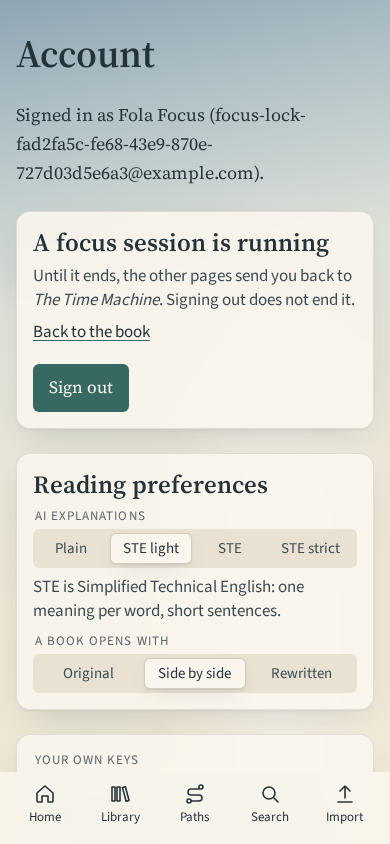 Account
Signed in as Fola Focus (focus-lock-
fad2fa5c-fe68-43e9-870e-
727d03d5e6a3@example.com).
A focus session is running
Until it ends, the other pages send you back to
The Time Machine. Signing out does not end it.
Back to the book
Sign out
Reading preferences
AI EXPLANATIONS
Plain STE light STE STE strict
STE is Simplified Technical English: one
meaning per word, short sentences.
A BOOK OPENS WITH
Original Side by side Rewritten
YOUR OWN KEYS
Home Library Paths Search Import